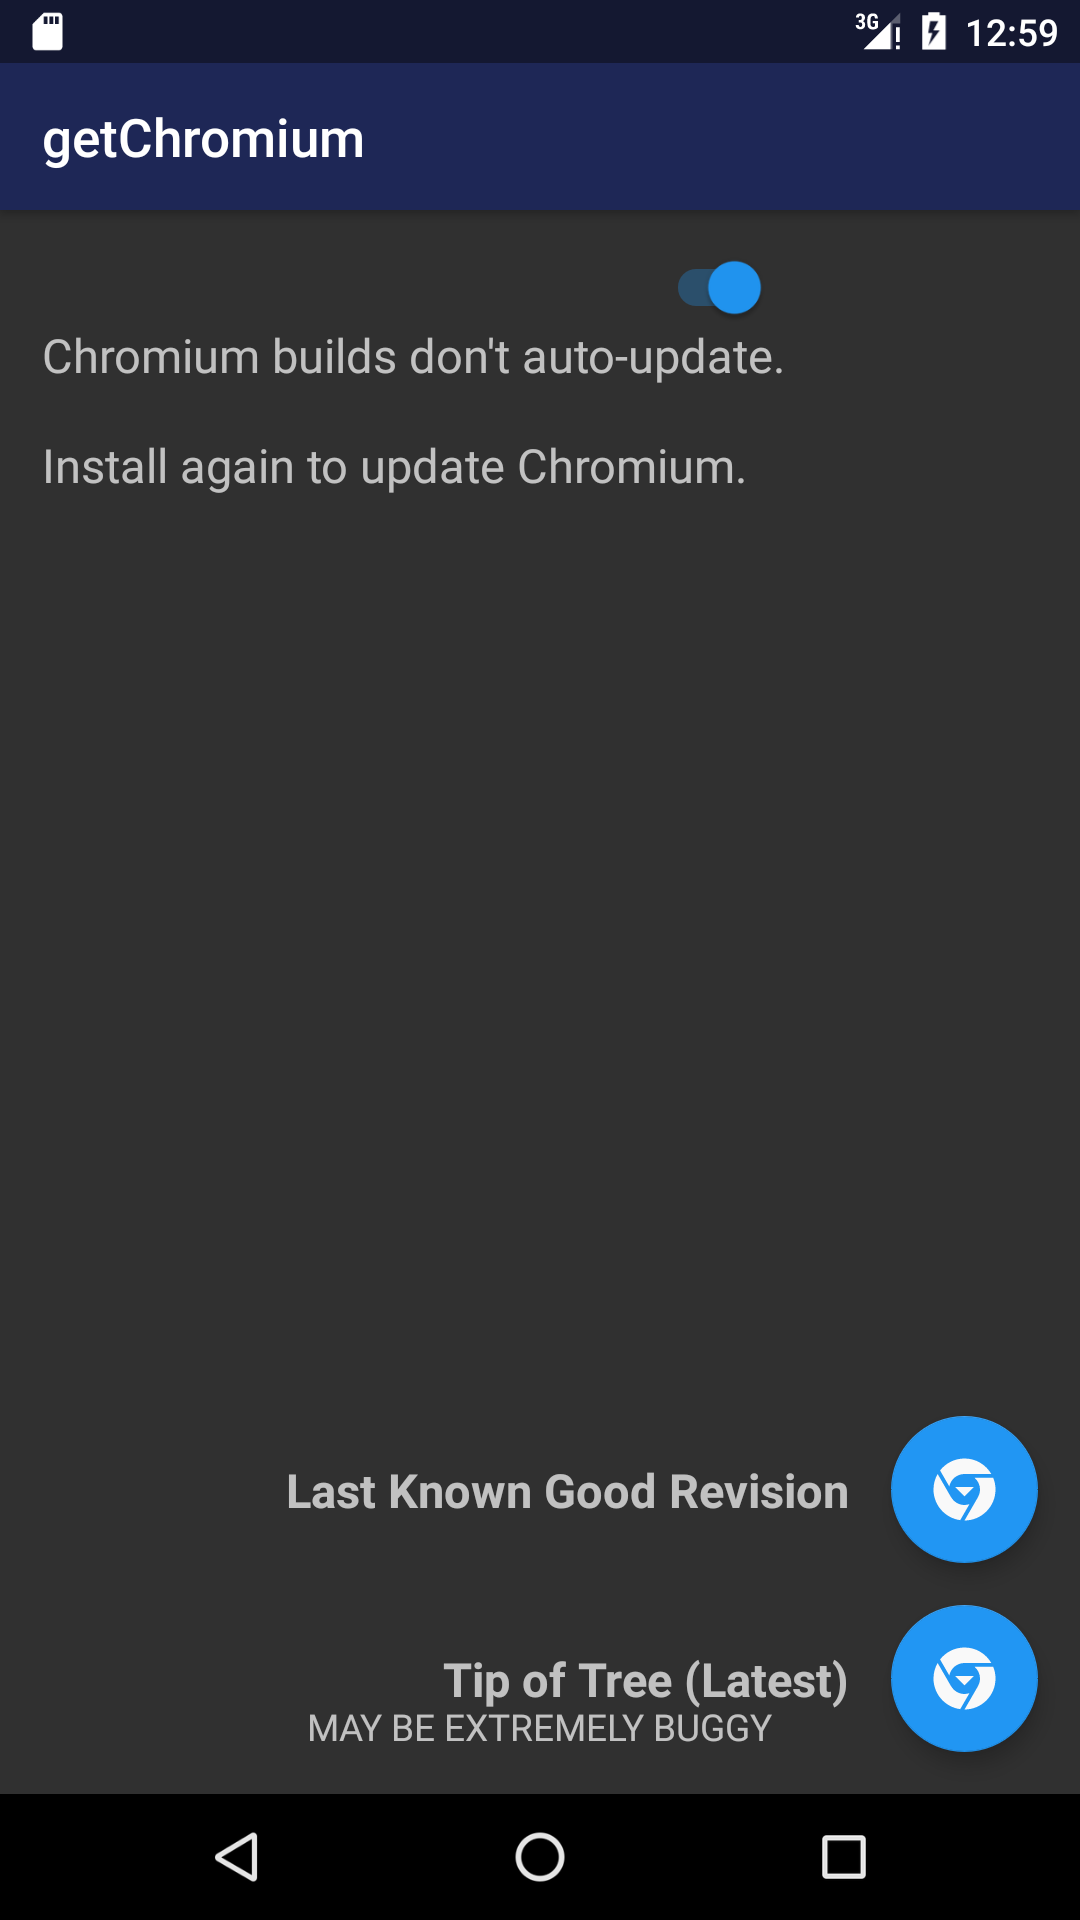 3G 12:59
getChromium
Chromium builds don't auto-update.
Install again to update Chromium.
Last Known Good Revision
Tip of Tree (Latest)
MAY BE EXTREMELY BUGGY